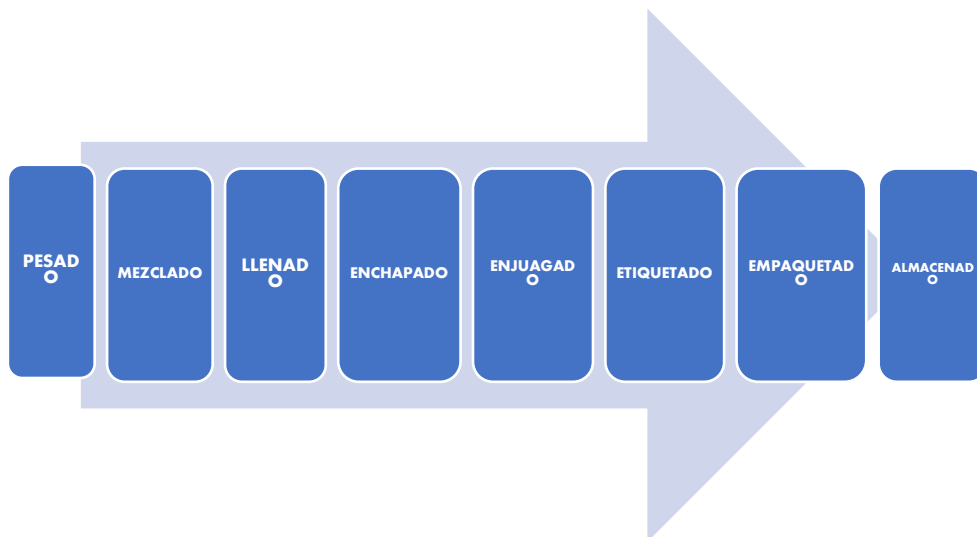 PESAD
O
MEZCLADO
LLENAD
O
ENCHAPADO
ENJUAGAD
O
ETIQUETADO
EMPAQUETAD
O
ALMACENAD
O